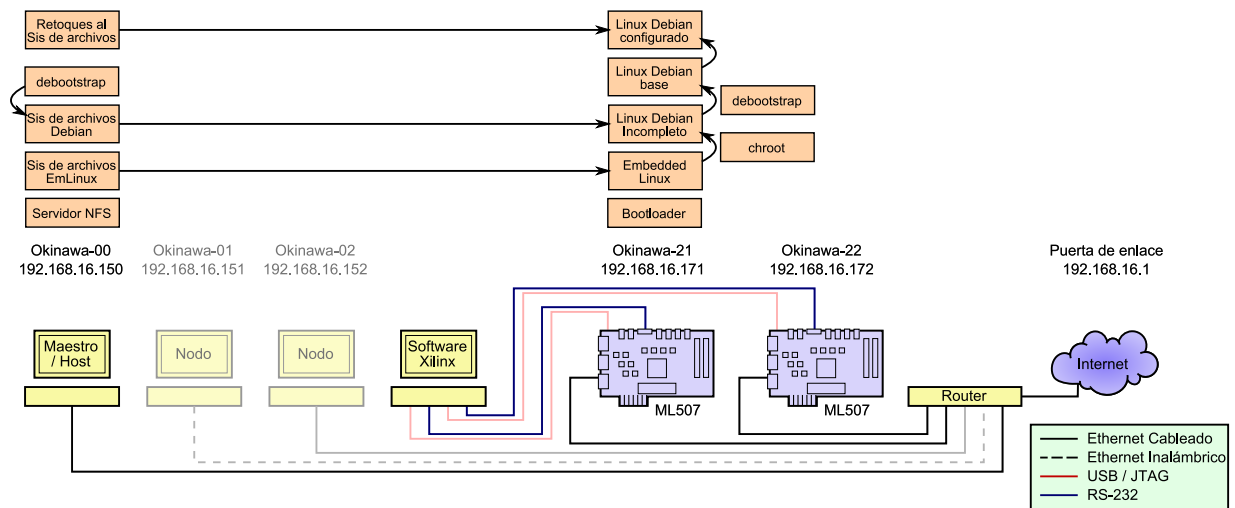 Retoques al
Sis de archivos
Linux Debian
configurado
debootstrap
Linux Debian
base
debootstrap
Sis de archivos
Debian
Linux Debian
Incompleto
chroot
Sis de archivos
EmLinux
Embedded
Linux
Servidor NFS
Bootloader
Okinawa-00
192.168.16.150
Okinawa-01
192.168.16.151
Okinawa-02
192.168.16.152
Okinawa-21
192.168.16.171
Okinawa-22
192.168.16.172
Puerta de enlace
192.168.16.1
Maestro
/ Host
Nodo
Nodo
Software
Xilinx
ML507
ML507
Router
Internet
Ethernet Cableado
Ethernet Inalámbrico
USB / JTAG
RS-232